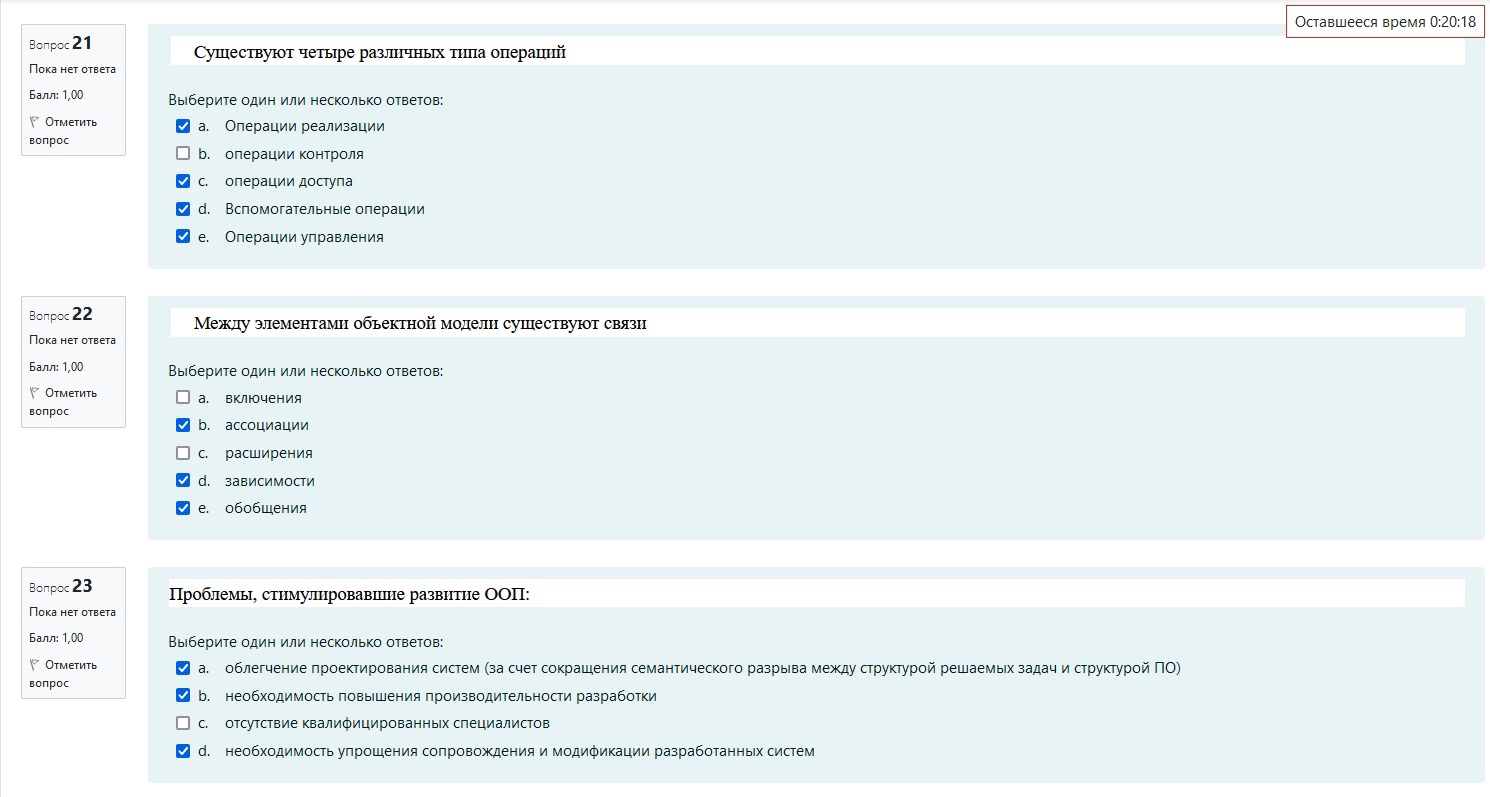 Оставшееся время 0:20:18
Вопрос 21
Пока нет ответа
Балл: 1,00
Отметить
вопрос
Существуют четыре различных типа операций
Выберите один или несколько ответов:
a. Операции реализации
b. операции контроля
c. операции доступа
d. Вспомогательные операции
e. Операции управления
Вопрос 22
Пока нет ответа
Балл: 1,00
Отметить
вопрос
Между элементами объектной модели существуют связи
Выберите один или несколько ответов:
a. включения
b. ассоциации
c. расширения
d. зависимости
e. обобщения
Вопрос 23
Пока нет ответа
Балл: 1,00
Отметить
вопрос
Проблемы, стимулировавшие развитие ООП:
Выберите один или несколько ответов:
a. облегчение проектирования систем (за счет сокращения семантического разрыва между структурой решаемых задач и структурой ПО)
b. необходимость повышения производительности разработки
c. отсутствие квалифицированных специалистов
d. необходимость упрощения сопровождения и модификации разработанных систем